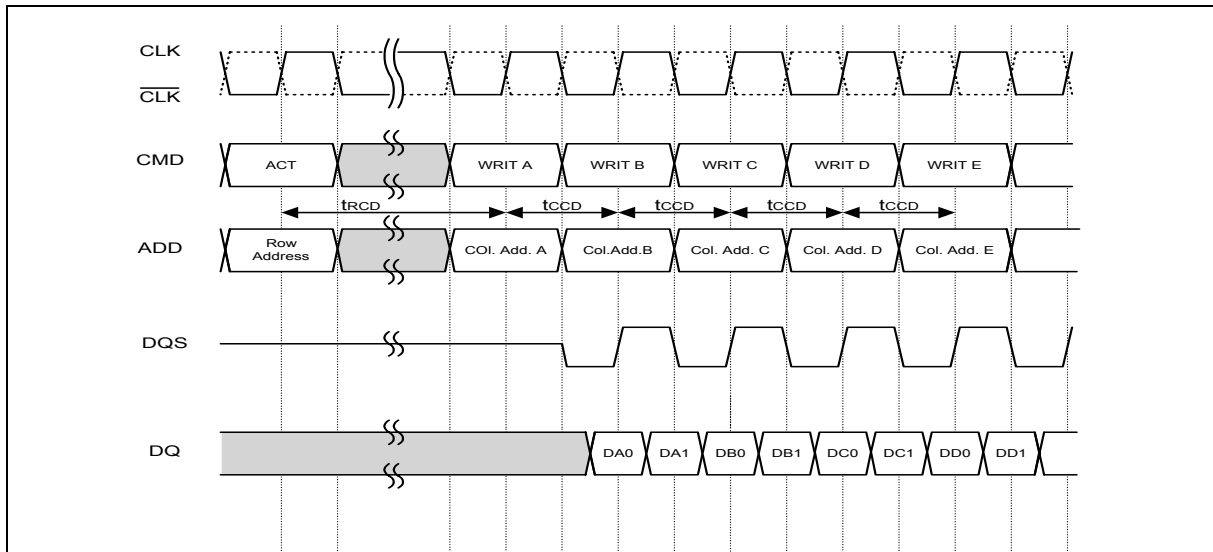 CLK
CLK
CMD ACT WRIT A WRIT B WRIT C WRIT D WRIT E
tRCD tCCD tCCD tCCD tCCD
ADD Row Address COl. Add. A Col.Add.B Col. Add. C Col. Add. D Col. Add. E
DQS
DQ DA0 DA1 DB0 DB1 DC0 DC1 DD0 DD1